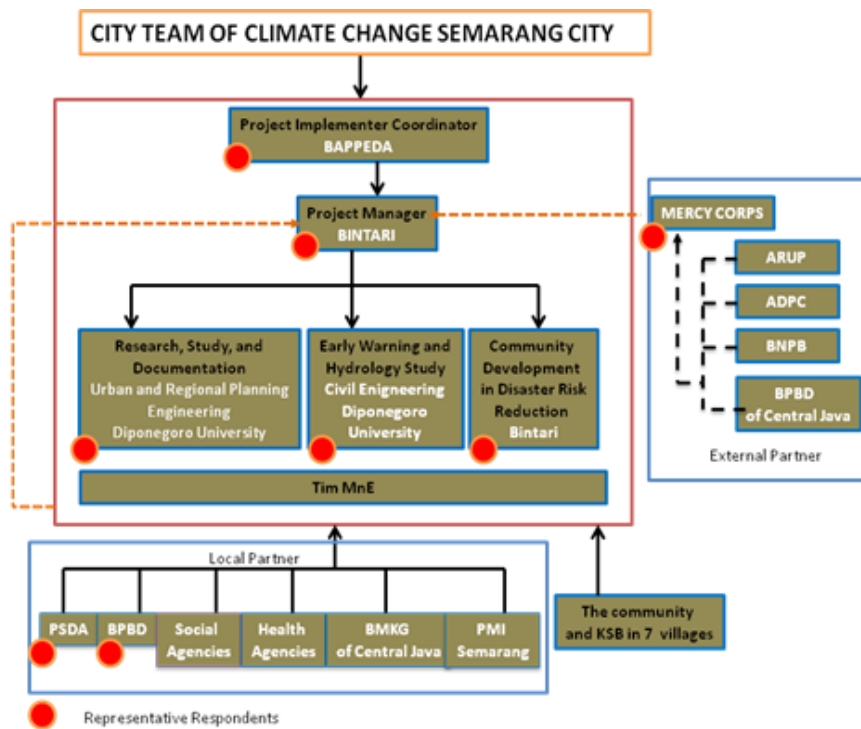 CITY TEAM OF CLIMATE CHANGE SEMARANG CITY
Project Implementer Coordinator
BAPPEDA
Project Manager
BINTARI
MERCY CORPS
ARUP
ADPC
BNPB
BPBD
of Central Java
External Partner
Research, Study, and
Documentation
Urban and Regional Planning
Engineering
Diponegoro University
Early Warning and
Hydrology Study
Civil Enigneering
Diponegoro
University
Community
Development
in Disaster Risk
Reduction
Bintari
Tim MnE
Local Partner
PSDA
BPBD
Social
Agencies
Health
Agencies
BMKG
of Central Java
PMI
Semarang
The community
and KSB in 7 villages
Representative Respondents